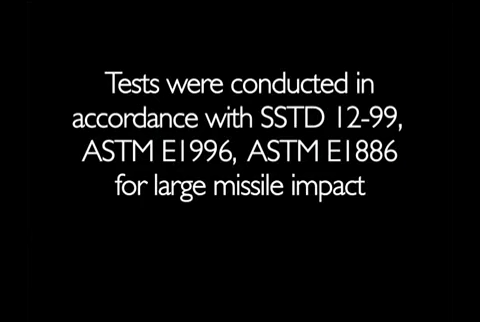 Tests were conducted in
accordance with SSTD 12-99,
ASTM E1996, ASTM E1886
for large missile impact